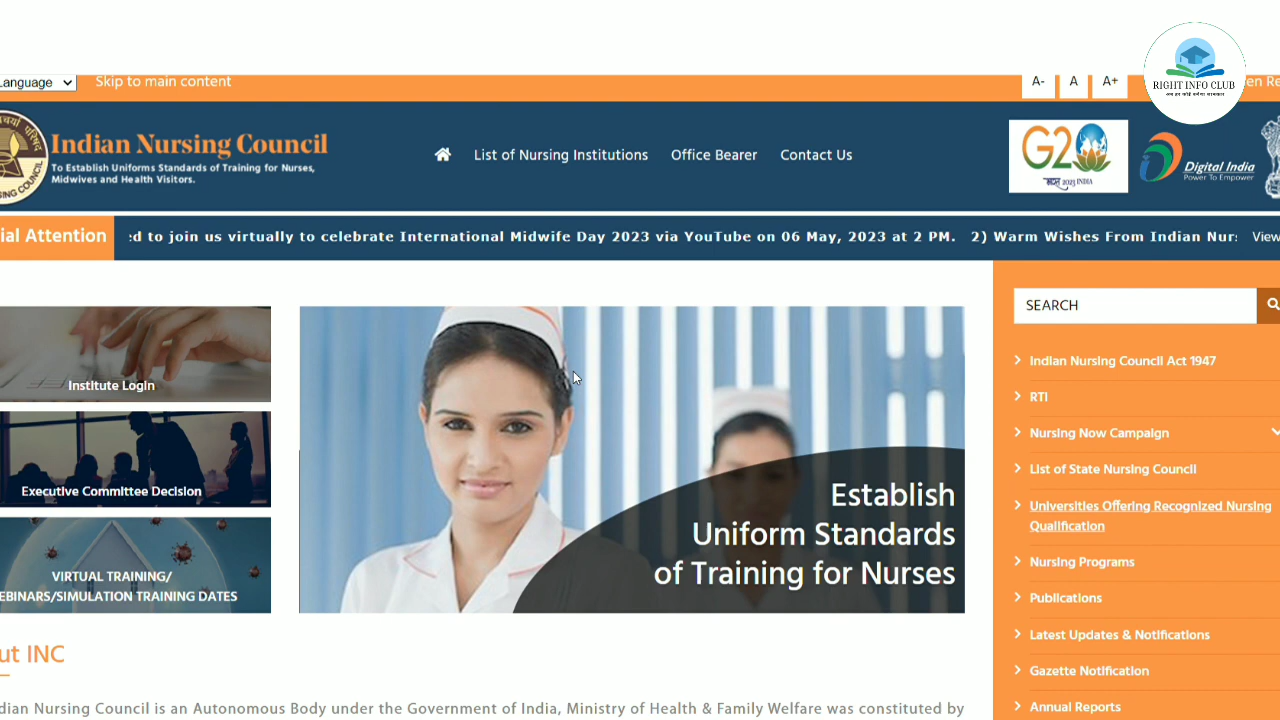 Language
Skip to main content
A-
A
A+
RIGHT INFO CLUB
Indian Nursing Council
To Establish Uniforms Standards of Training for Nurses,
Midwives and Health Visitors.
List of Nursing Institutions
Office Bearer
Contact Us
G20
2023 INDIA
Digital India
Power To Empower
ial Attention
ed to join us virtually to celebrate International Midwife Day 2023 via YouTube on 06 May, 2023 at 2 PM. 2) Warm Wishes From Indian Nur
View
SEARCH
Institute Login
Executive Committee Decision
VIRTUAL TRAINING/
EBINARS/SIMULATION TRAINING DATES
Establish
Uniform Standards
of Training for Nurses
Indian Nursing Council Act 1947
RTI
Nursing Now Campaign
List of State Nursing Council
Universities Offering Recognized Nursing
Qualification
Nursing Programs
Publications
Latest Updates & Notifications
Gazette Notification
Annual Reports
ut INC
dian Nursing Council is an Autonomous Body under the Government of India, Ministry of Health & Family Welfare was constituted by